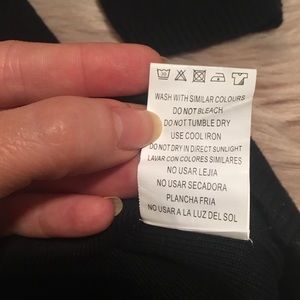 WASH WITH SIMILAR COLOURS
DO NOT BLEACH
DO NOT TUMBLE DRY
USE COOL IRON
DO NOT DRY IN DIRECT SUNLIGHT
LAVAR CON COLORES SIMILARES
NO USAR LEJIA
NO USAR SECADORA
PLANCHA FRIA
NO USAR A LA LUZ DEL SOL